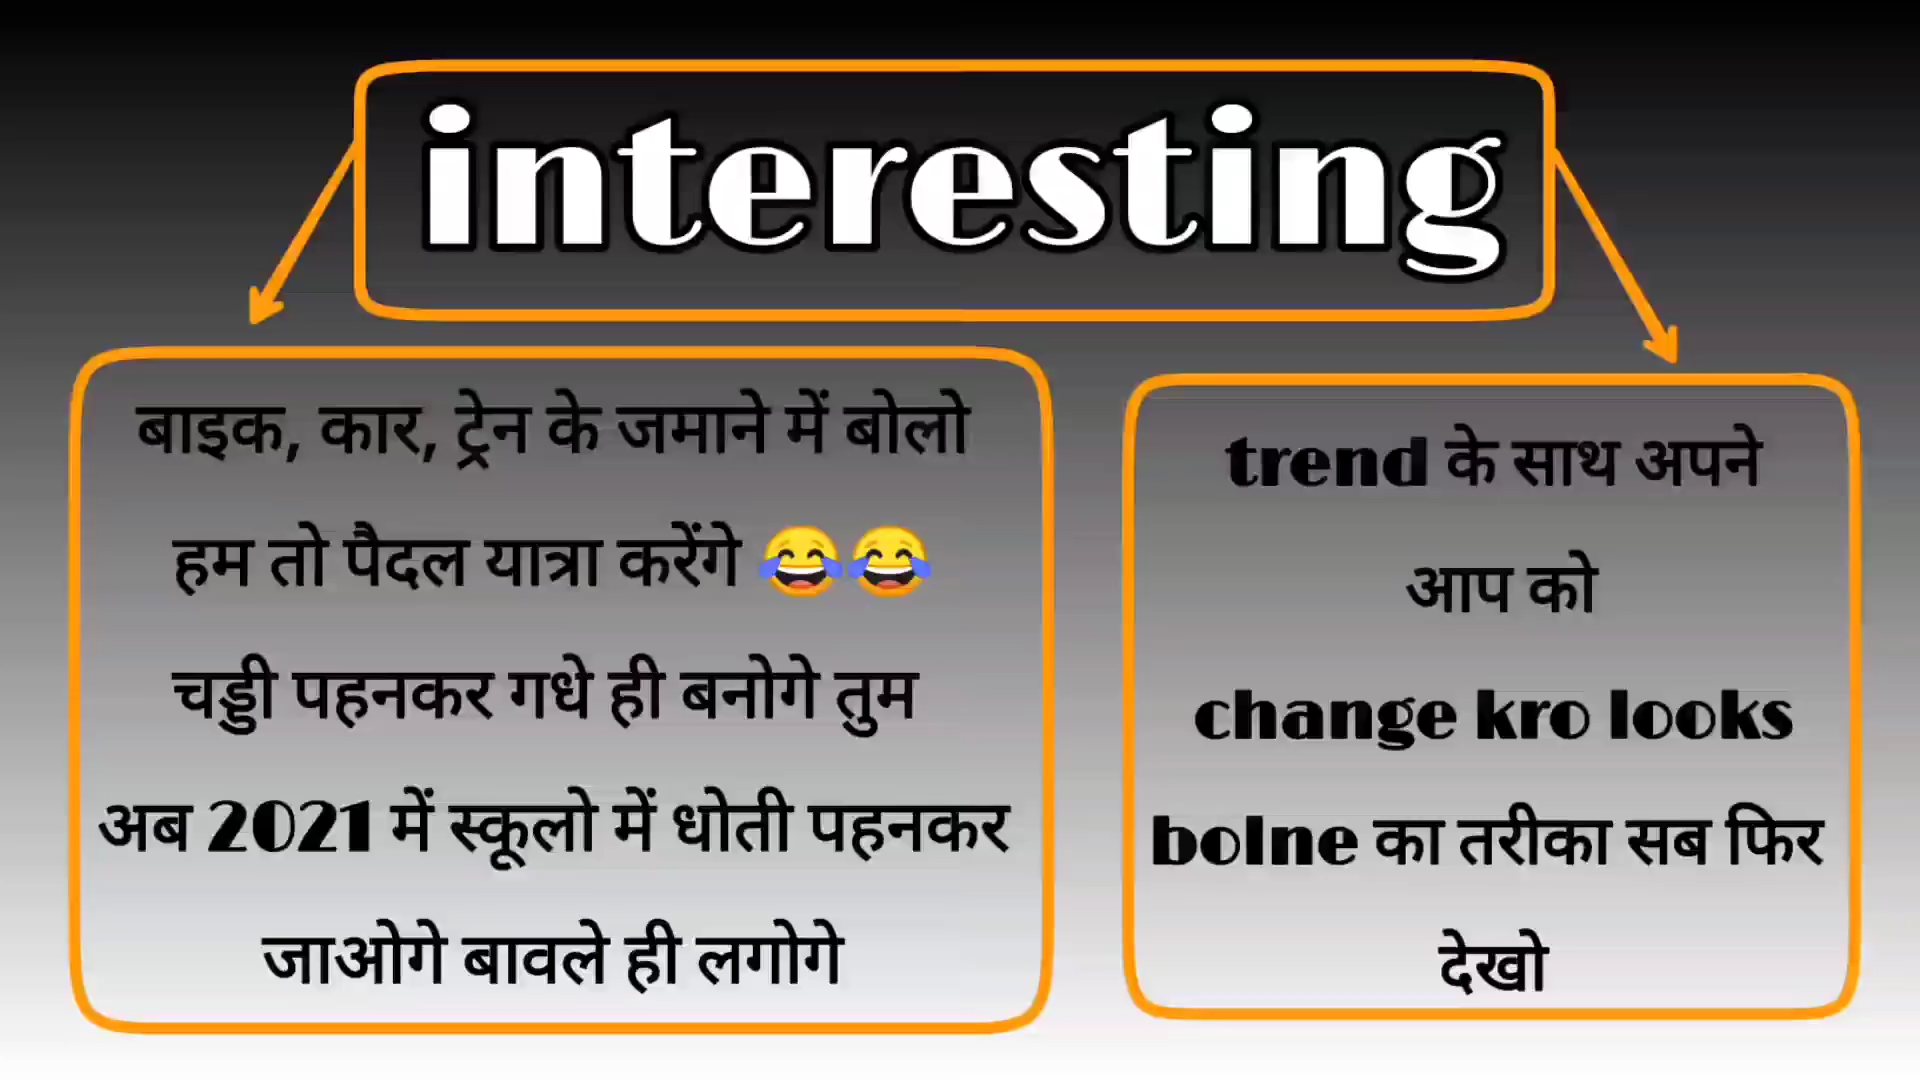 interesting
बाइक, कार, ट्रेन के जमाने में बोलो
हम तो पैदल यात्रा करेंगे 😂😂
चड्डी पहनकर गधे ही बनोगे तुम
अब 2021 में स्कूलो में धोती पहनकर
जाओगे बावले ही लगोगे
trend के साथ अपने
आप को
change kro looks
bolne का तरीका सब फिर
देखो